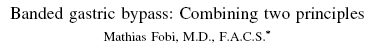 Banded gastric bypass: Combining two principles
Mathias Fobi, M.D., F.A.C.S.*